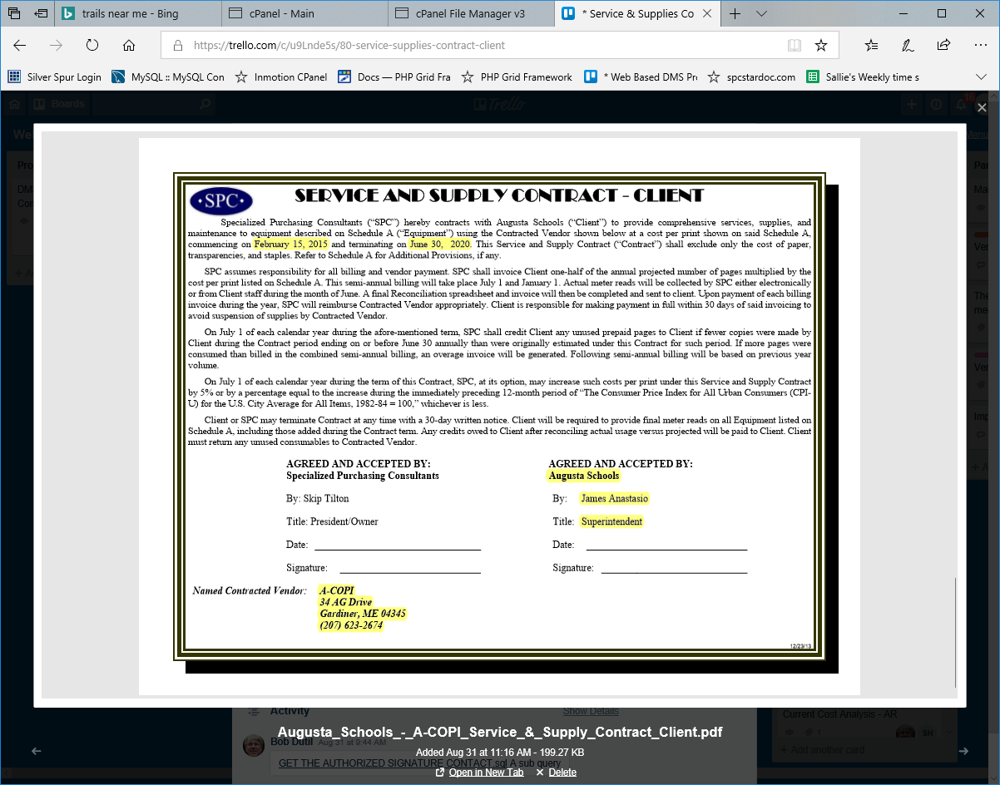 trails near me - Bing
cPanel - Main
cPanel File Manager v3
* Service & Supplies Co
https://trello.com/c/u9Lnde5s/80-service-supplies-contract-client
Silver Spur Login
MySQL :: MySQL Con
Inmotion CPanel
Docs — PHP Grid Fra
PHP Grid Framework
* Web Based DMS Pr
spcstardoc.com
Sallie's Weekly time s
Boards
Trello
16
Menu
SPC
SERVICE AND SUPPLY CONTRACT - CLIENT
Specialized Purchasing Consultants (“SPC”) hereby contracts with Augusta Schools (“Client”) to provide comprehensive services, supplies, and
maintenance to equipment described on Schedule A (“Equipment”) using the Contracted Vendor shown below at a cost per print shown on said Schedule A,
commencing on February 15, 2015 and terminating on June 30, 2020. This Service and Supply Contract (“Contract”) shall exclude only the cost of paper,
transparencies, and staples. Refer to Schedule A for Additional Provisions, if any.
SPC assumes responsibility for all billing and vendor payment. SPC shall invoice Client one-half of the annual projected number of pages multiplied by the
cost per print listed on Schedule A. This semi-annual billing will take place July 1 and January 1. Actual meter reads will be collected by SPC either electronically
or from Client staff during the month of June. A final Reconciliation spreadsheet and invoice will then be completed and sent to client. Upon payment of each billing
invoice during the year, SPC will reimburse Contracted Vendor appropriately. Client is responsible for making payment in full within 30 days of said invoicing to
avoid suspension of supplies by Contracted Vendor.
On July 1 of each calendar year during the afore-mentioned term, SPC shall credit Client any unused prepaid pages to Client if fewer copies were made by
Client during the Contract period ending on or before June 30 annually than were originally estimated under this Contract for such period. If more pages were
consumed than billed in the combined semi-annual billing, an overage invoice will be generated. Following semi-annual billing will be based on previous year
volume.
On July 1 of each calendar year during the term of this Contract, SPC, at its option, may increase such costs per print under this Service and Supply Contract
by 5% or by a percentage equal to the increase during the immediately preceding 12-month period of “The Consumer Price Index for All Urban Consumers (CPI-
U) for the U.S. City Average for All Items, 1982-84 = 100,” whichever is less.
Client or SPC may terminate Contract at any time with a 30-day written notice. Client will be required to provide final meter reads on all Equipment listed on
Schedule A, including those added during the Contract term. Any credits owed to Client after reconciling actual usage versus projected will be paid to Client. Client
must return any unused consumables to Contracted Vendor.
AGREED AND ACCEPTED BY:
Specialized Purchasing Consultants
By: Skip Tilton
Title: President/Owner
Date:
Signature:
AGREED AND ACCEPTED BY:
Augusta Schools
By: James Anastasio
Title: Superintendent
Date:
Signature:
Named Contracted Vendor: A-COPI
34 AG Drive
Gardiner, ME 04345
(207) 623-2674
12/23/13
Activity
Show Details
Bob Dutil Aug 31 at 9:44 AM
GET THE AUTHORIZED SIGNATURE CONTACT.sql A sub query
Current Cost Analysis - AR
1
SH
+ Add another card
Augusta_Schools_-_A-COPI_Service_&_Supply_Contract_Client.pdf
Added Aug 31 at 11:16 AM - 199.27 KB
Open in New Tab
Delete